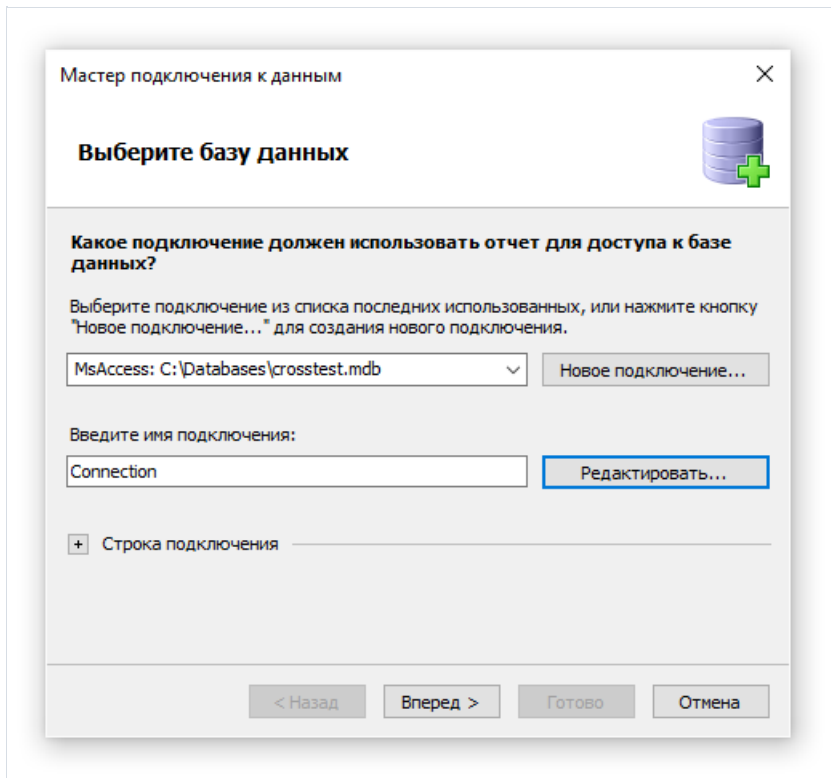 Мастер подключения к данным
Выберите базу данных
Какое подключение должен использовать отчет для доступа к базе
данных?
Выберите подключение из списка последних использованных, или нажмите кнопку
"Новое подключение..." для создания нового подключения.
MsAccess: C:\Databases\crosstest.mdb
Новое подключение...
Введите имя подключения:
Connection
Редактировать...
+ Строка подключения
< Назад
Вперед >
Готово
Отмена